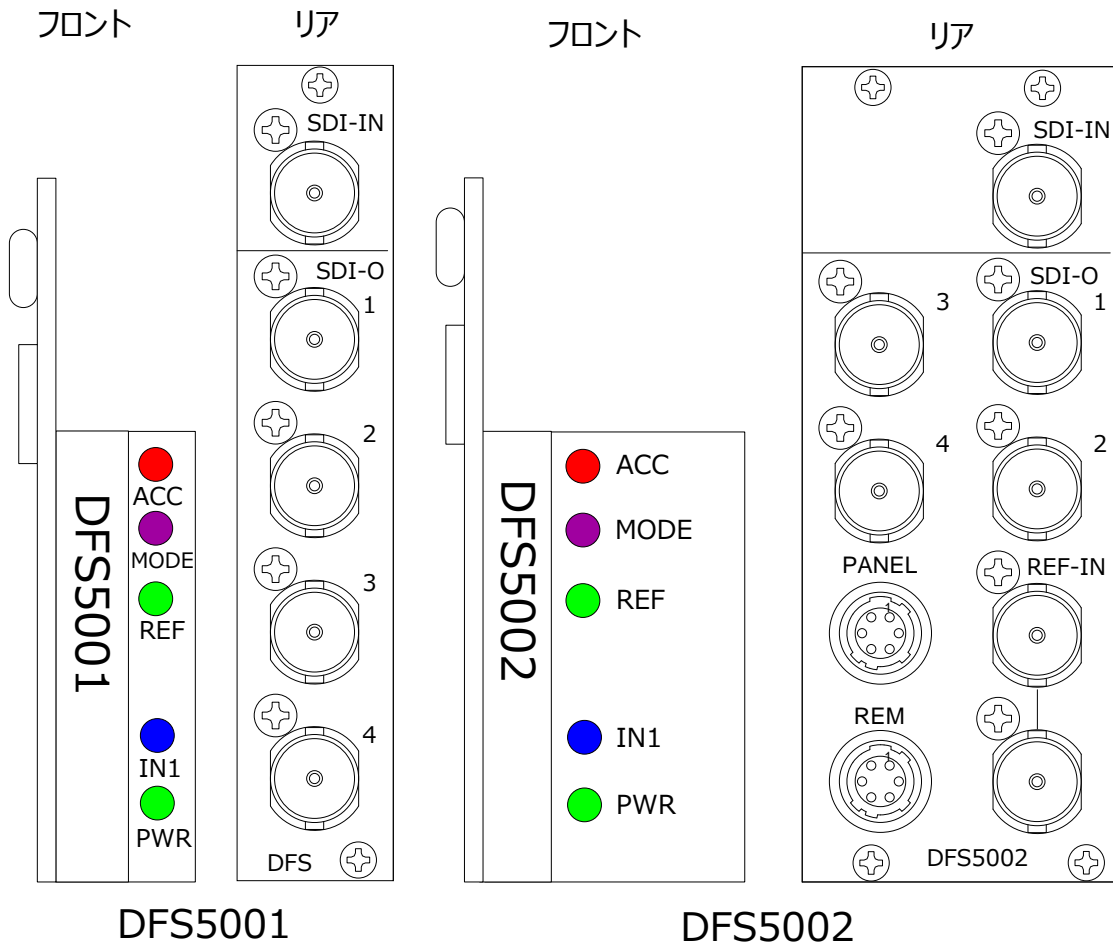 フロント
リア
フロント
リア
DFS5001
ACC
MODE
REF
IN1
PWR
SDI-IN
SDI-O
1
2
3
4
DFS
DFS5002
ACC
MODE
REF
IN1
PWR
SDI-IN
SDI-O
3
1
4
2
PANEL
REF-IN
1
REM
1
DFS5002
DFS5001
DFS5002